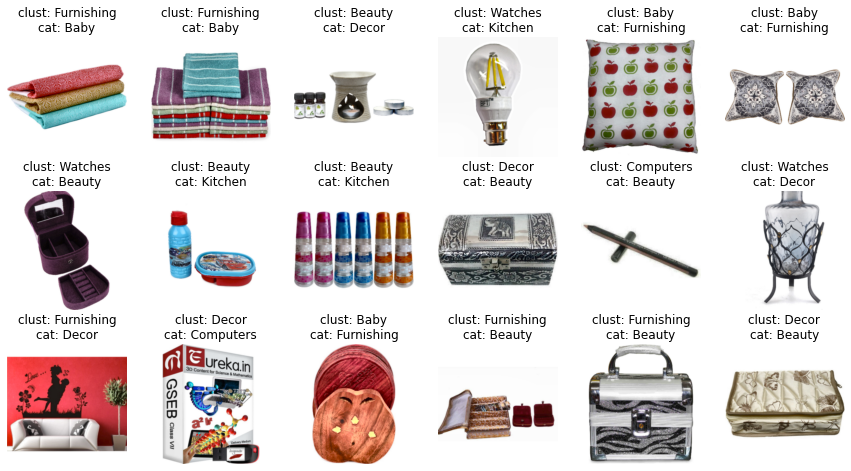 clust: Furnishing
cat: Baby
clust: Furnishing
cat: Baby
clust: Beauty
cat: Decor
clust: Watches
cat: Kitchen
clust: Baby
cat: Furnishing
clust: Baby
cat: Furnishing
clust: Watches
cat: Beauty
clust: Beauty
cat: Kitchen
clust: Beauty
cat: Kitchen
clust: Decor
cat: Beauty
clust: Computers
cat: Beauty
clust: Watches
cat: Decor
clust: Furnishing
cat: Decor
clust: Decor
cat: Computers
Eureka.in
GSEB
Class VII
clust: Baby
cat: Furnishing
clust: Furnishing
cat: Beauty
clust: Furnishing
cat: Beauty
clust: Decor
cat: Beauty